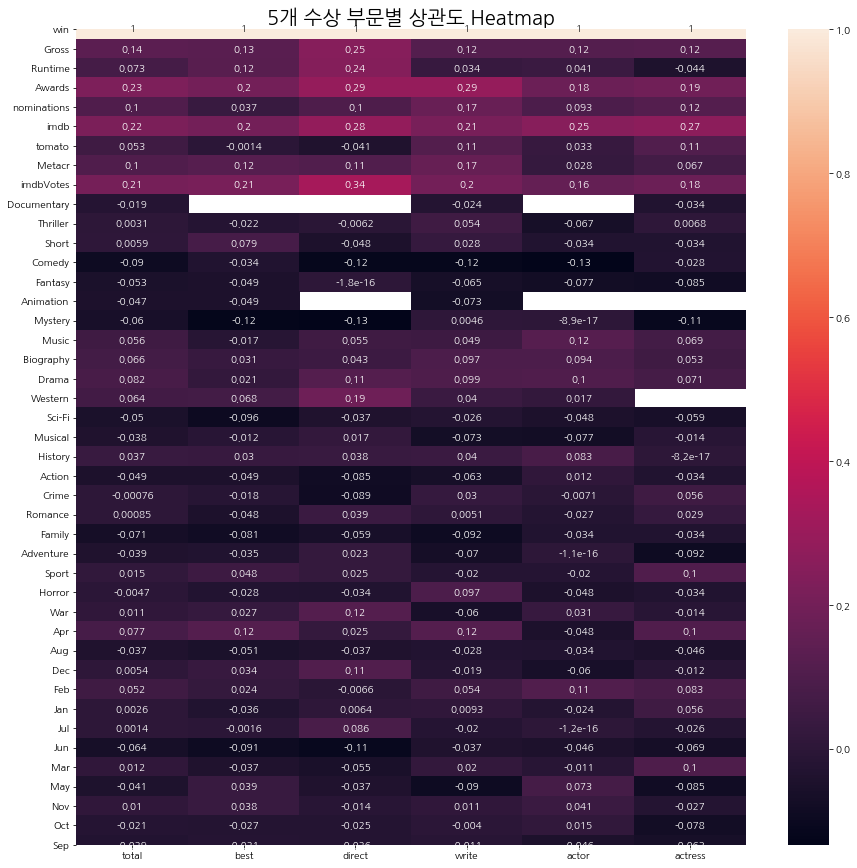 5개 수상 부문별 상관도 Heatmap
win 1 1 1 1 1 1
Gross 0.14 0.13 0.25 0.12 0.12 0.12
Runtime 0.073 0.12 0.24 0.034 0.041 -0.044
Awards 0.23 0.2 0.29 0.29 0.18 0.19
nominations 0.1 0.037 0.1 0.17 0.093 0.12
imdb 0.22 0.2 0.28 0.21 0.25 0.27
tomato 0.053 -0.0014 -0.041 0.11 0.033 0.11
Metacr 0.1 0.12 0.11 0.17 0.028 0.067
imdbVotes 0.21 0.21 0.34 0.2 0.16 0.18
Documentary -0.019 -0.024 -0.034
Thriller 0.0031 -0.022 -0.0062 0.054 -0.067 0.0068
Short 0.0059 0.079 -0.048 0.028 -0.034 -0.034
Comedy -0.09 -0.034 -0.12 -0.12 -0.13 -0.028
Fantasy -0.053 -0.049 -1.8e-16 -0.065 -0.077 -0.085
Animation -0.047 -0.049 -0.073
Mystery -0.06 -0.12 -0.13 0.0046 -8.9e-17 -0.11
Music 0.056 -0.017 0.055 0.049 0.12 0.069
Biography 0.066 0.031 0.043 0.097 0.094 0.053
Drama 0.082 0.021 0.11 0.099 0.1 0.071
Western 0.064 0.068 0.19 0.04 0.017
Sci-Fi -0.05 -0.096 -0.037 -0.026 -0.048 -0.059
Musical -0.038 -0.012 0.017 -0.073 -0.077 -0.014
History 0.037 0.03 0.038 0.04 0.083 -8.2e-17
Action -0.049 -0.049 -0.085 -0.063 0.012 -0.034
Crime -0.00076 -0.018 -0.089 0.03 -0.0071 0.056
Romance 0.00085 -0.048 0.039 0.0051 -0.027 0.029
Family -0.071 -0.081 -0.059 -0.092 -0.034 -0.034
Adventure -0.039 -0.035 0.023 -0.07 -1.1e-16 -0.092
Sport 0.015 0.048 0.025 -0.02 -0.02 0.1
Horror -0.0047 -0.028 -0.034 0.097 -0.048 -0.034
War 0.011 0.027 0.12 -0.06 0.031 -0.014
Apr 0.077 0.12 0.025 0.12 -0.048 0.1
Aug -0.037 -0.051 -0.037 -0.028 -0.034 -0.046
Dec 0.0054 0.034 0.11 -0.019 -0.06 -0.012
Feb 0.052 0.024 -0.0066 0.054 0.11 0.083
Jan 0.0026 -0.036 0.0064 0.0093 -0.024 0.056
Jul 0.0014 -0.0016 0.086 -0.02 -1.2e-16 -0.026
Jun -0.064 -0.091 -0.11 -0.037 -0.046 -0.069
Mar 0.012 -0.037 -0.055 0.02 -0.011 0.1
May -0.041 0.039 -0.037 -0.09 0.073 -0.085
Nov 0.01 0.038 -0.014 0.011 0.041 -0.027
Oct -0.021 -0.027 -0.025 -0.004 0.015 -0.078
Sep
total best direct write actor actress
1.0
0.8
0.6
0.4
0.2
0.0